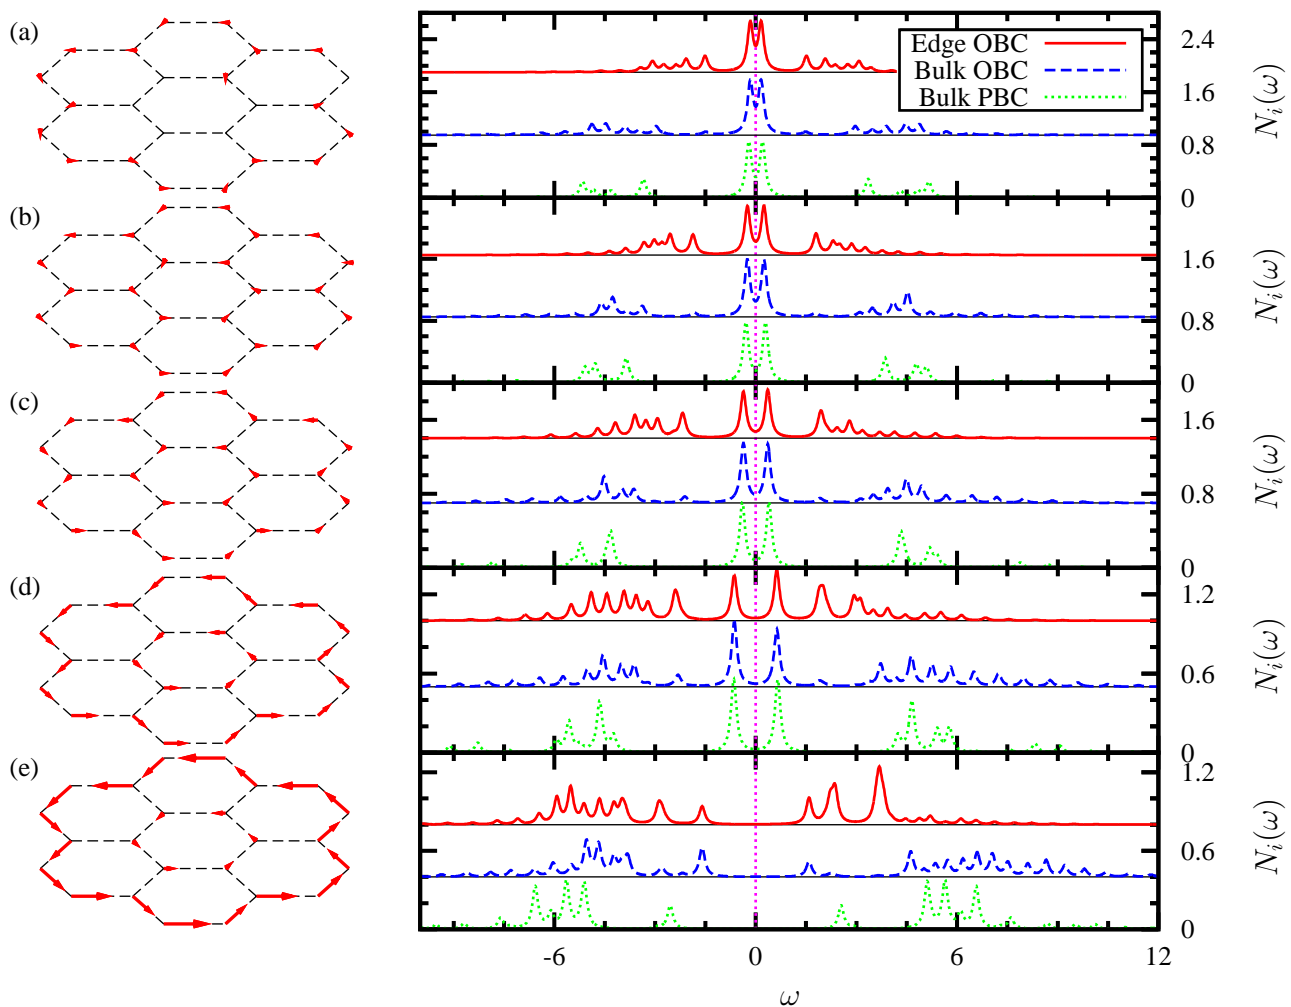 (a)
Edge OBC
Bulk OBC
Bulk PBC
2.4
1.6
0.8
0
N_i(ω)
(b)
1.6
0.8
0
N_i(ω)
(c)
1.6
0.8
0
N_i(ω)
(d)
1.2
0.6
0
N_i(ω)
(e)
1.2
0.6
0
N_i(ω)
-6 0 6 12
ω